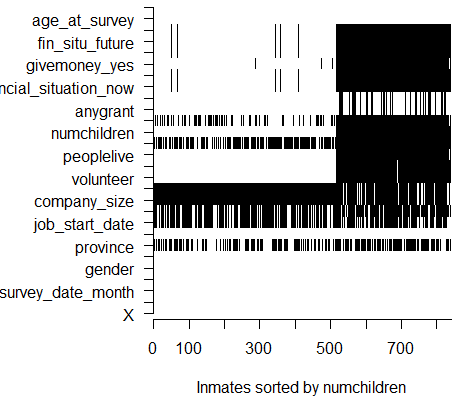 age_at_survey
fin_situ_future
givemoney_yes
ncial_situation_now
anygrant
numchildren
peoplelive
volunteer
company_size
job_start_date
province
gender
survey_date_month
X
0 100 300 500 700
Inmates sorted by numchildren